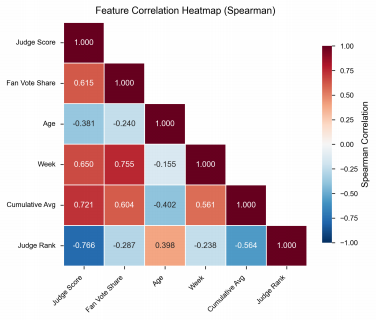 Feature Correlation Heatmap (Spearman)
Judge Score 1.000
Fan Vote Share 0.615 1.000
Age -0.381 -0.240 1.000
Week 0.650 0.755 -0.155 1.000
Cumulative Avg 0.721 0.604 -0.402 0.561 1.000
Judge Rank -0.766 -0.287 0.398 -0.238 -0.564 1.000
Judge Score
Fan Vote Share
Age
Week
Cumulative Avg
Judge Rank
1.00
0.75
0.50
0.25
0.00
−0.25
−0.50
−0.75
−1.00
Spearman Correlation